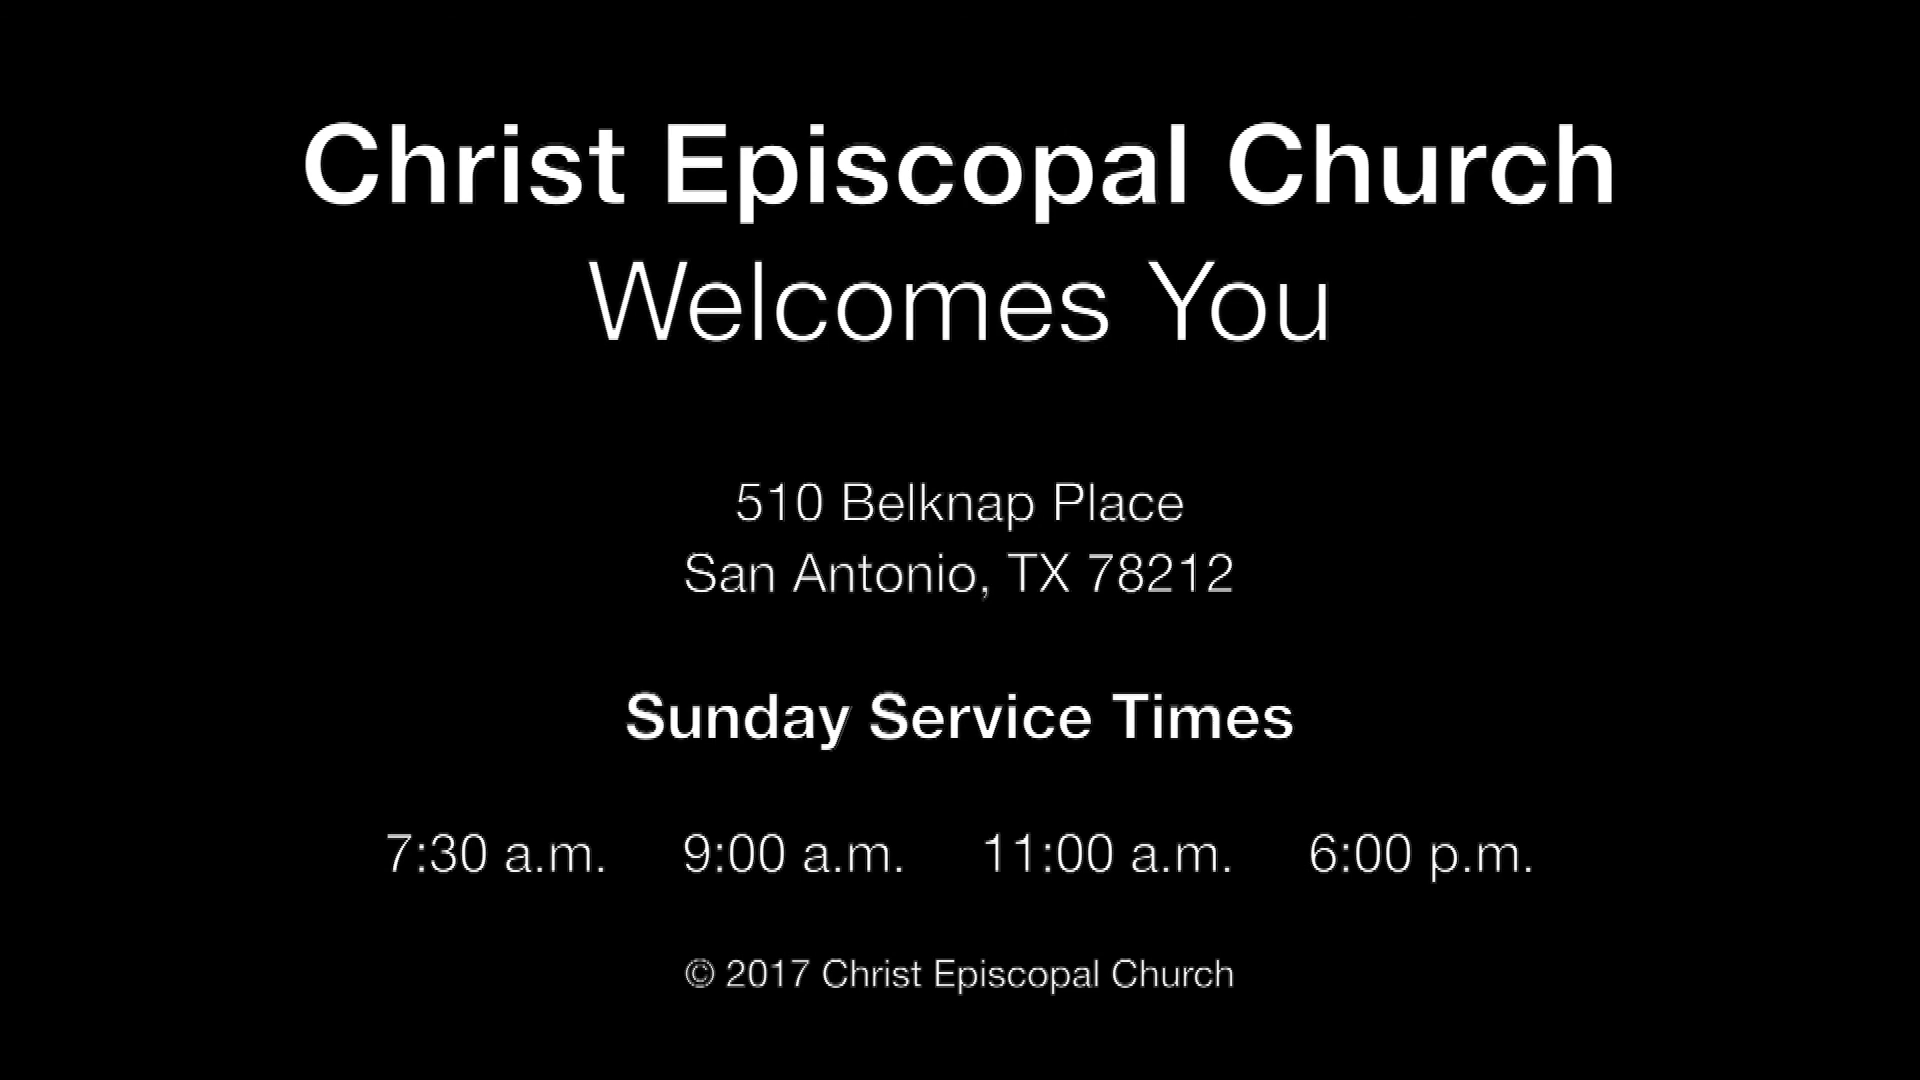 Christ Episcopal Church
Welcomes You
510 Belknap Place
San Antonio, TX 78212
Sunday Service Times
7:30 a.m. 9:00 a.m. 11:00 a.m. 6:00 p.m.
© 2017 Christ Episcopal Church